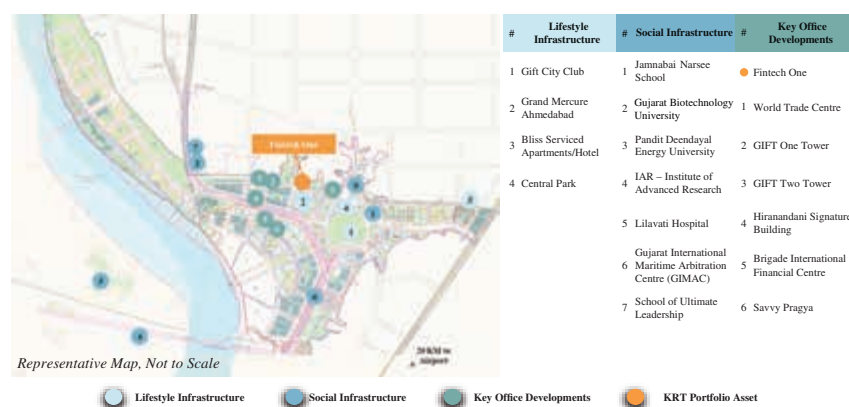 Fintech One
Representative Map, Not to Scale
# Lifestyle
Infrastructure
1 Gift City Club
2 Grand Mercure
Ahmedabad
3 Bliss Serviced
Apartments/Hotel
4 Central Park
# Social Infrastructure
1 Jamnabai Narsee
School
2 Gujarat Biotechnology
University
3 Pandit Deendayal
Energy University
4 IAR – Institute of
Advanced Research
5 Lilavati Hospital
6 Gujarat International
Maritime Arbitration
Centre (GIMAC)
7 School of Ultimate
Leadership
# Key Office
Developments
Fintech One
1 World Trade Centre
2 GIFT One Tower
3 GIFT Two Tower
4 Hiranandani Signature
Building
5 Brigade International
Financial Centre
6 Savvy Pragya
Lifestyle Infrastructure
Social Infrastructure
Key Office Developments
KRT Portfolio Asset